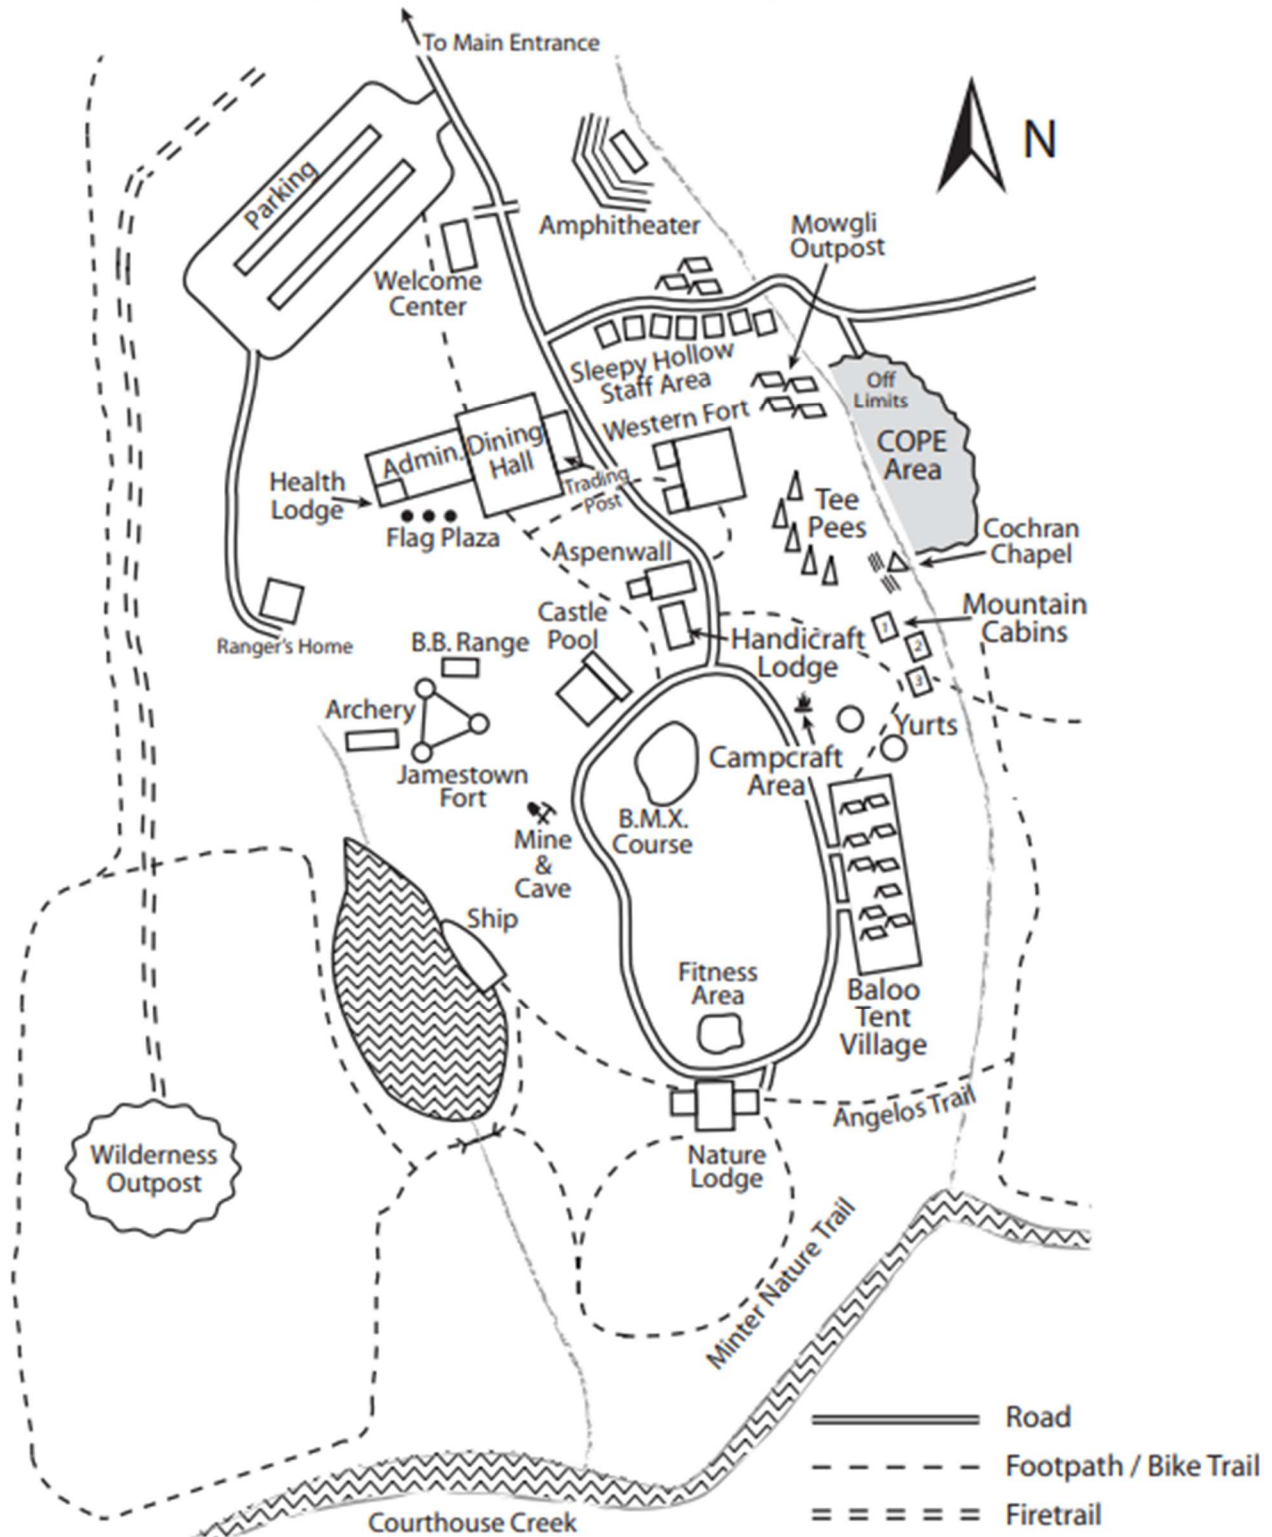 To Main Entrance
N
Parking
Amphitheater
Mowgli
Outpost
Welcome
Center
Sleepy Hollow
Staff Area
Off
Limits
COPE
Area
Western Fort
Admin.
Dining
Hall
Health
Lodge
Trading
Post
Tee
Pees
Flag Plaza
Cochran
Chapel
Aspenwall
Mountain
Cabins
1
2
3
Castle
Pool
Ranger's Home
B.B. Range
Handicraft
Lodge
Archery
Yurts
Jamestown
Fort
Campcraft
Area
B.M.X.
Course
Mine
&
Cave
Ship
Fitness
Area
Baloo
Tent
Village
Angelos Trail
Wilderness
Outpost
Nature
Lodge
Minter Nature Trail
Road
Footpath / Bike Trail
Firetrail
Courthouse Creek